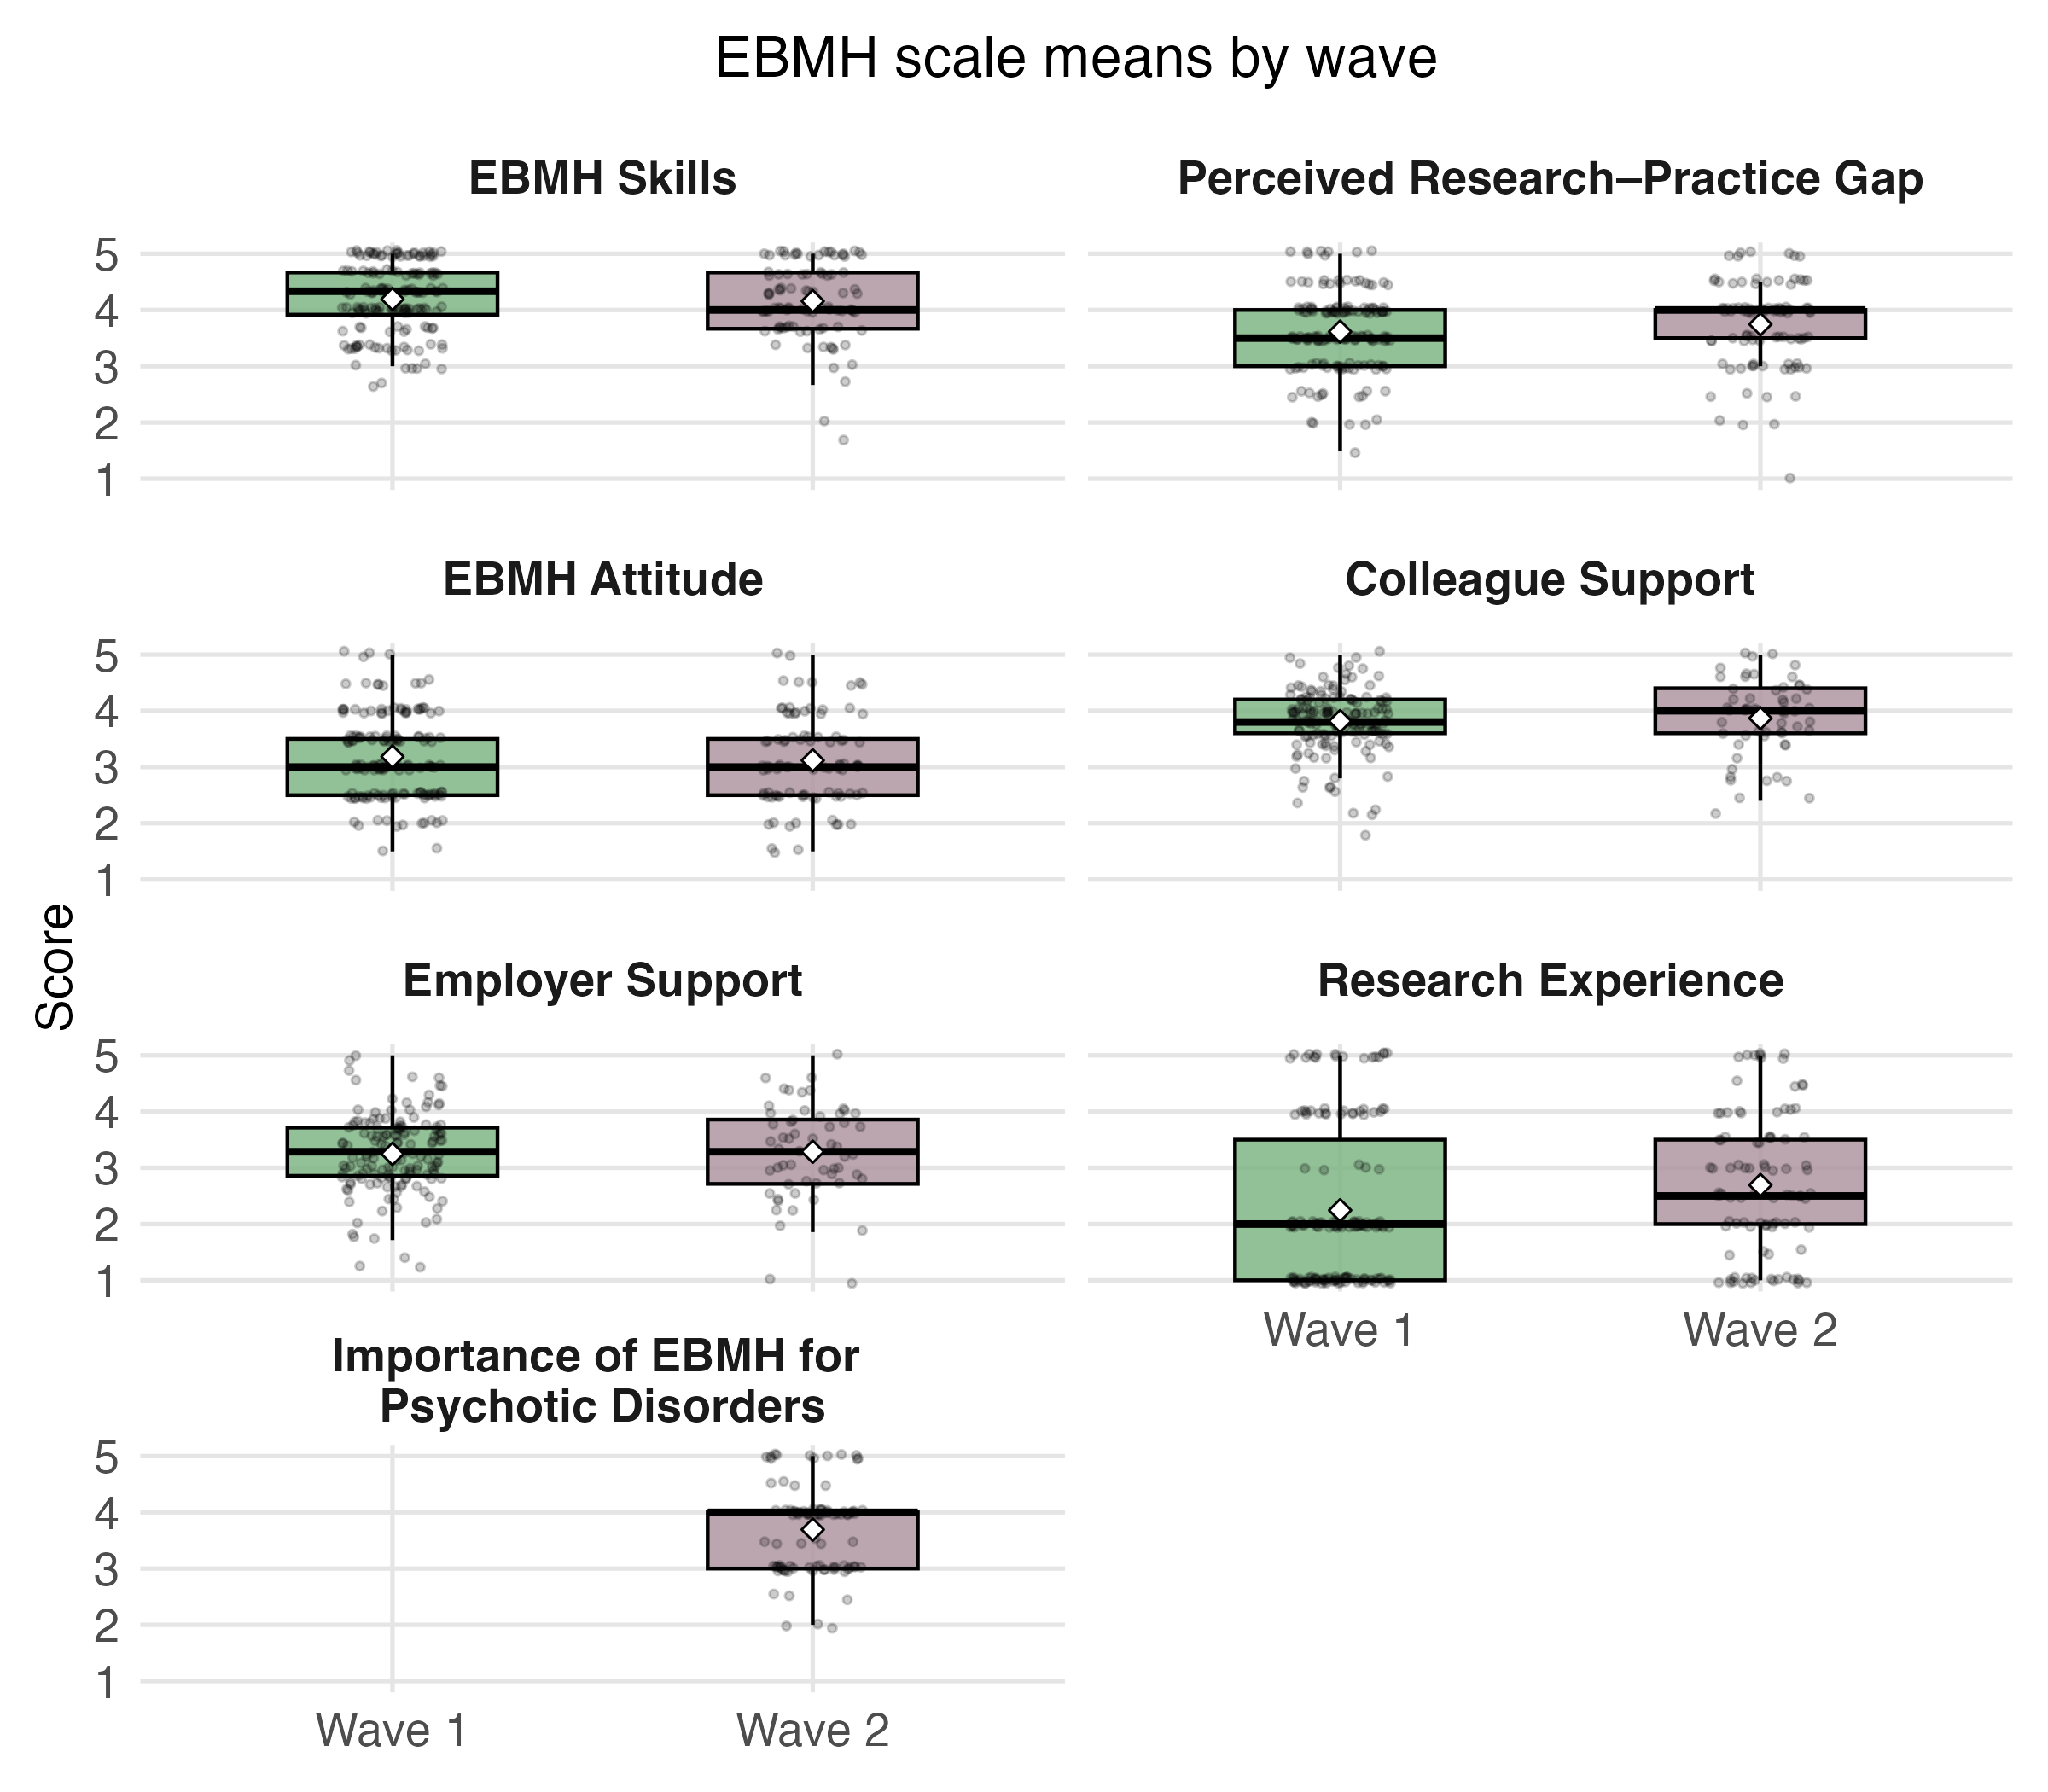 EBMH scale means by wave
EBMH Skills
Perceived Research–Practice Gap
5
4
3
2
1
EBMH Attitude
Colleague Support
5
4
3
2
1
Score
Employer Support
Research Experience
5
4
3
2
1
Wave 1
Wave 2
Importance of EBMH for
Psychotic Disorders
5
4
3
2
1
Wave 1
Wave 2